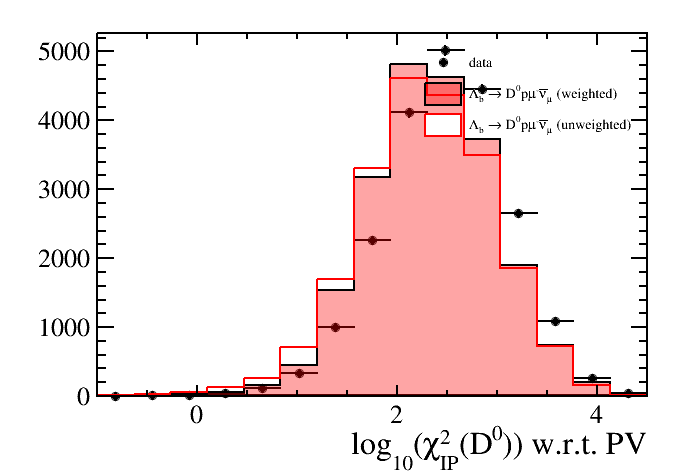 5000
data
Λb → D⁰pμ ν̅μ (weighted)
4000
Λb → D⁰pμ ν̅μ (unweighted)
3000
2000
1000
0
0 2 4
log₁₀(χ²IP(D⁰)) w.r.t. PV